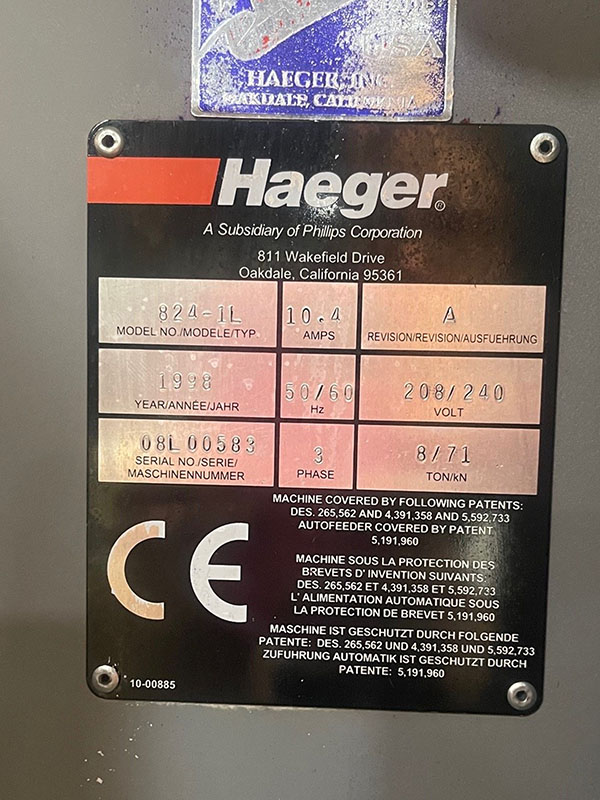 USA
HAEGER, INC.
OAKDALE, CALIFORNIA
Haeger®
A Subsidiary of Phillips Corporation
811 Wakefield Drive
Oakdale, California 95361
824-1L 10.4 A
MODEL NO./MODELE/TYP AMPS REVISION/REVISION/AUSFUEHRUNG
1998 50/60 208/240
YEAR/ANNÉE/JAHR Hz VOLT
08L00583 3 8/71
SERIAL NO/SERIE/
MASCHINENNUMMER PHASE TON/kN
MACHINE COVERED BY FOLLOWING PATENTS:
DES. 265,562 AND 4,391,358 AND 5,592,733
AUTOFEEDER COVERED BY PATENT
5,191,960
CE
MACHINE SOUS LA PROTECTION DES
BREVETS D' INVENTION SUIVANTS:
DES. 265,562 ET 4,391,358 ET 5,592,733
L' ALIMENTATION AUTOMATIQUE SOUS
LA PROTECTION DE BREVET 5,191,960
MASCHINE IST GESCHUTZT DURCH FOLGENDE
PATENTE: DES. 265,562 UND 4,391,358 UND 5,592,733
ZUFUHRUNG AUTOMATIK IST GESCHUTZT DURCH
PATENTE: 5,191,960
10-00885